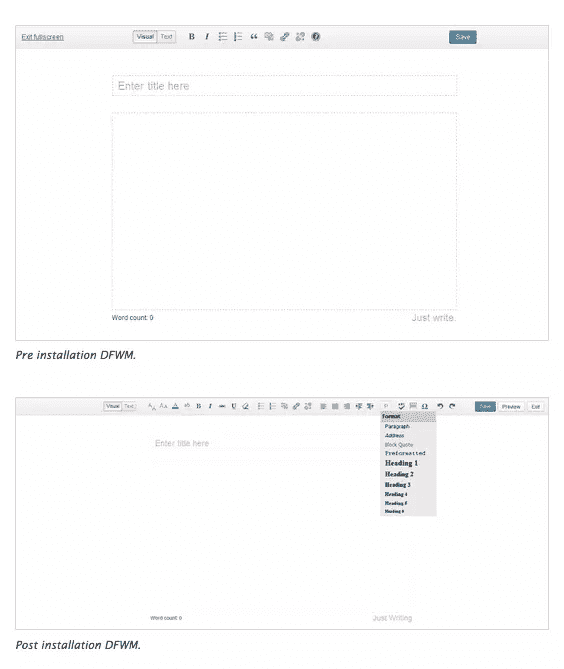 Exit fullscreen Visual Text B I Save
Enter title here
Word count: 0 Just write.
Pre installation DFWM.
Visual Text B I U Save Preview Exit
Format
Paragraph
Address
Enter title here
Block Quote
Preformatted
Heading 1
Heading 2
Heading 3
Heading 4
Heading 5
Heading 6
Word count: 0 Just Writing
Post installation DFWM.